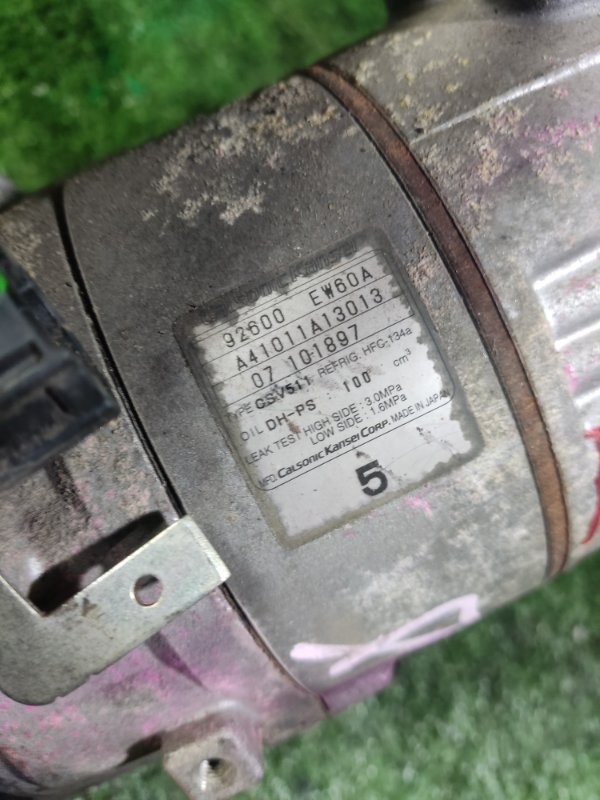 92600 EW60A
A41011A13013
07 101897
TYPE CSV511 REFRIG. HFC-134a
OIL DH-PS : 100 cm³
LEAK TEST HIGH SIDE : 3.0MPa
LOW SIDE : 1.6MPa
MFD. CALSONIC KANSEI CORP. MADE IN JAPAN
5